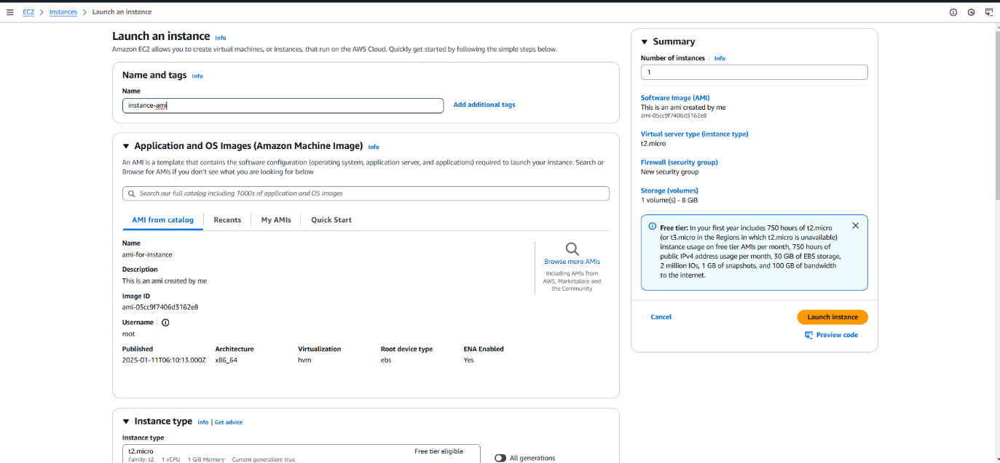 EC2 > Instances > Launch an instance
Launch an instance Info
Amazon EC2 allows you to create virtual machines, or instances, that run on the AWS Cloud. Quickly get started by following the simple steps below.
Name and tags Info
Name
instance-ami
Add additional tags
Application and OS Images (Amazon Machine Image) Info
An AMI is a template that contains the software configuration (operating system, application server, and applications) required to launch your instance. Search or
Browse for AMIs if you don't see what you are looking for below
Search our full catalog including 1000s of application and OS images
AMI from catalog Recents My AMIs Quick Start
Name
ami-for-instance
Description
This is an ami created by me
Image ID
ami-05cc9f7406d3162e8
Username
root
Published Architecture Virtualization Root device type ENA Enabled
2025-01-11T06:10:13.000Z x86_64 hvm ebs Yes
Browse more AMIs
Including AMIs from
AWS, Marketplace and
the Community
Instance type Info | Get advice
Instance type
t2.micro Free tier eligible
Family: t2 1 vCPU 1 GiB Memory Current generation: true
All generations
Summary
Number of instances Info
1
Software Image (AMI)
This is an ami created by me
ami-05cc9f7406d3162e8
Virtual server type (instance type)
t2.micro
Firewall (security group)
New security group
Storage (volumes)
1 volume(s) - 8 GiB
Free tier: In your first year includes 750 hours of t2.micro
(or t3.micro in the Regions in which t2.micro is unavailable)
instance usage on free tier AMIs per month, 750 hours of
public IPv4 address usage per month, 30 GiB of EBS storage,
2 million IOs, 1 GB of snapshots, and 100 GB of bandwidth
to the internet.
Cancel
Launch instance
Preview code